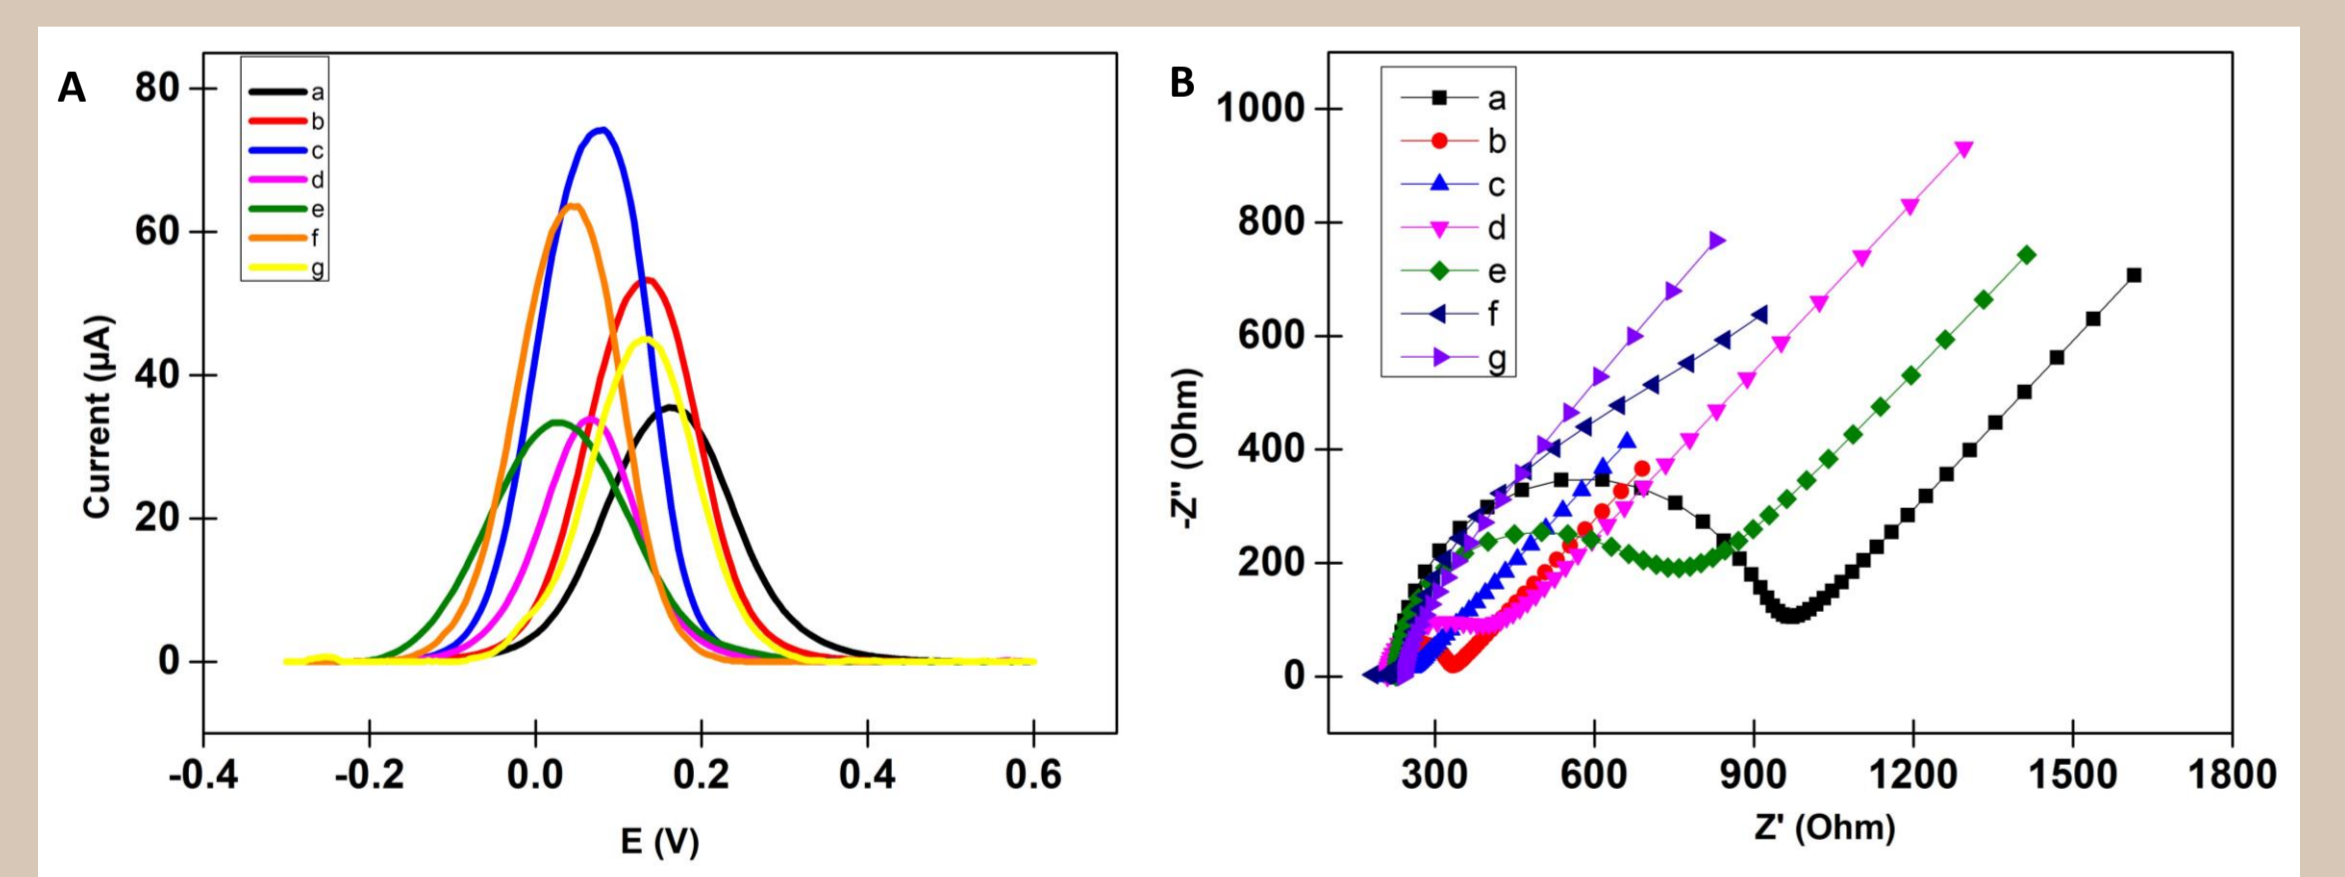 A
80
60
40
20
0
Current (µA)
a
b
c
d
e
f
g
-0.4 -0.2 0.0 0.2 0.4 0.6
E (V)
B
1000
800
600
400
200
0
-Z'' (Ohm)
a
b
c
d
e
f
g
300 600 900 1200 1500 1800
Z' (Ohm)